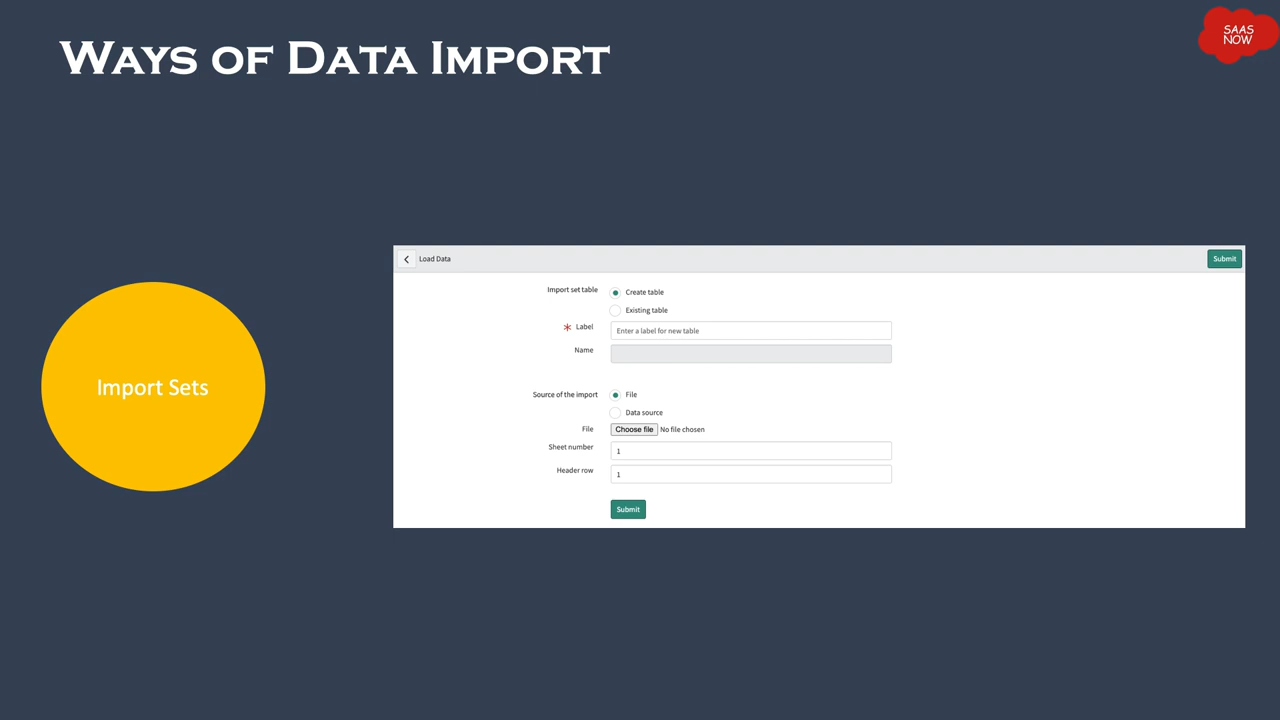 WAYS OF DATA IMPORT
SAAS
NOW
Load Data
Submit
Import set table
Create table
Existing table
* Label
Enter a label for new table
Name
Source of the import
File
Data source
File
Choose file No file chosen
Sheet number
1
Header row
1
Submit
Import Sets